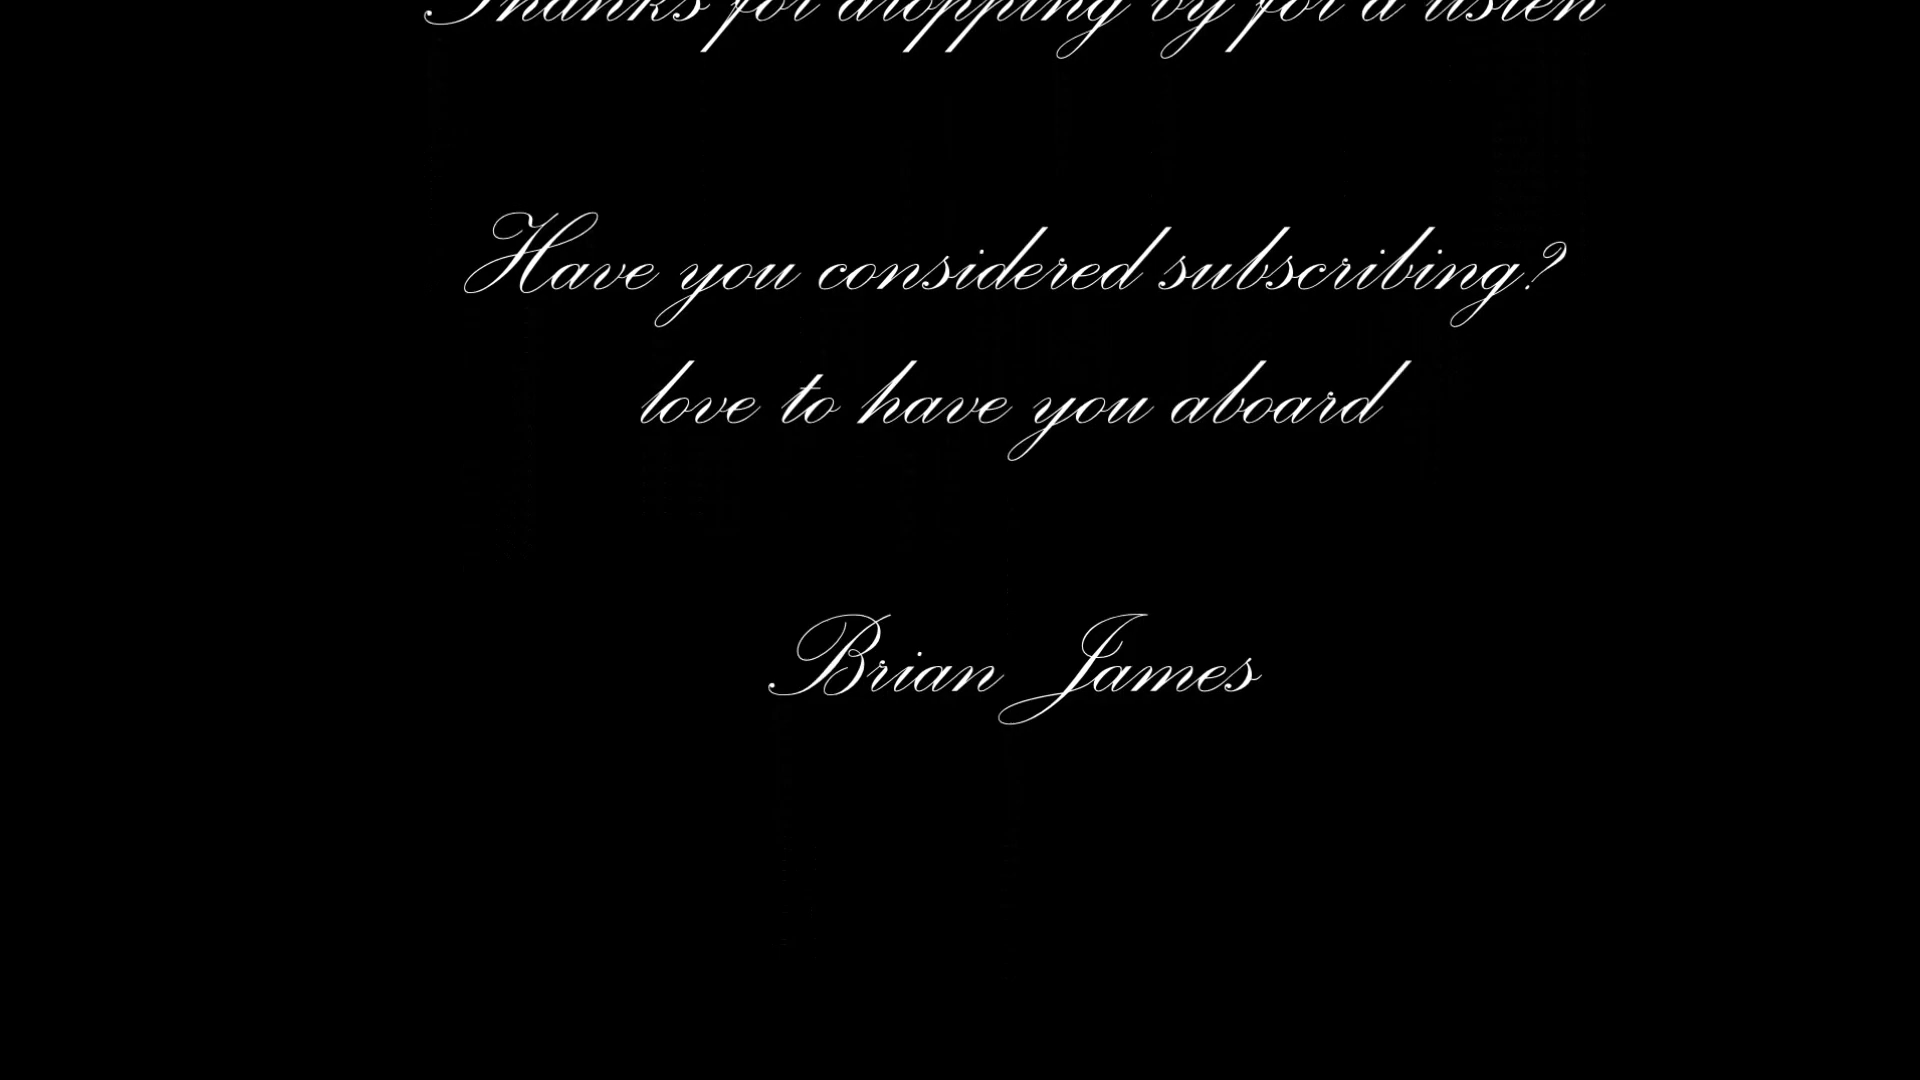 Thanks for dropping by for a listen
Have you considered subscribing?
love to have you aboard
Brian James